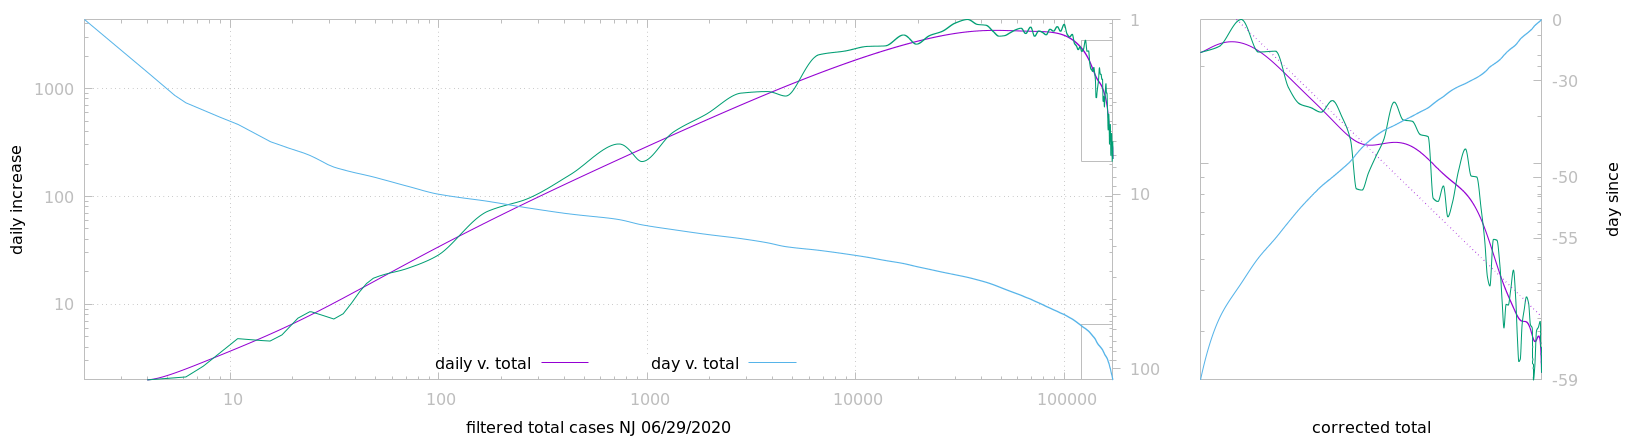 1 0
1000 -30
daily increase
100 10 -50
day since
-55
10
daily v. total day v. total
100 -59
10 100 1000 10000 100000
filtered total cases NJ 06/29/2020 corrected total